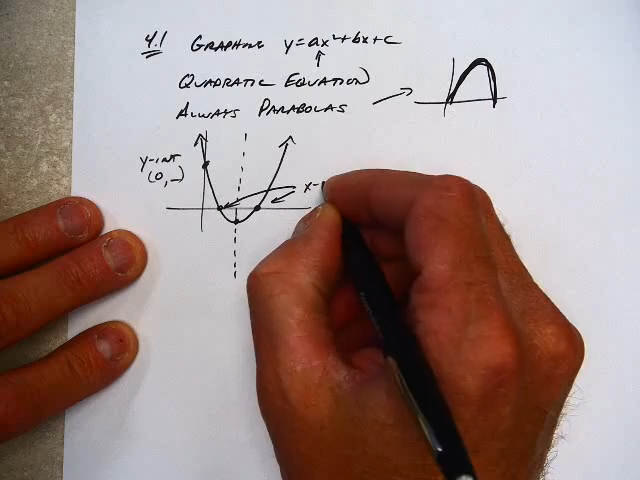 4.1 GRAPHING y=ax²+bx+c
QUADRATIC EQUATION
ALWAYS PARABOLAS
y-int
(0,_)
x-